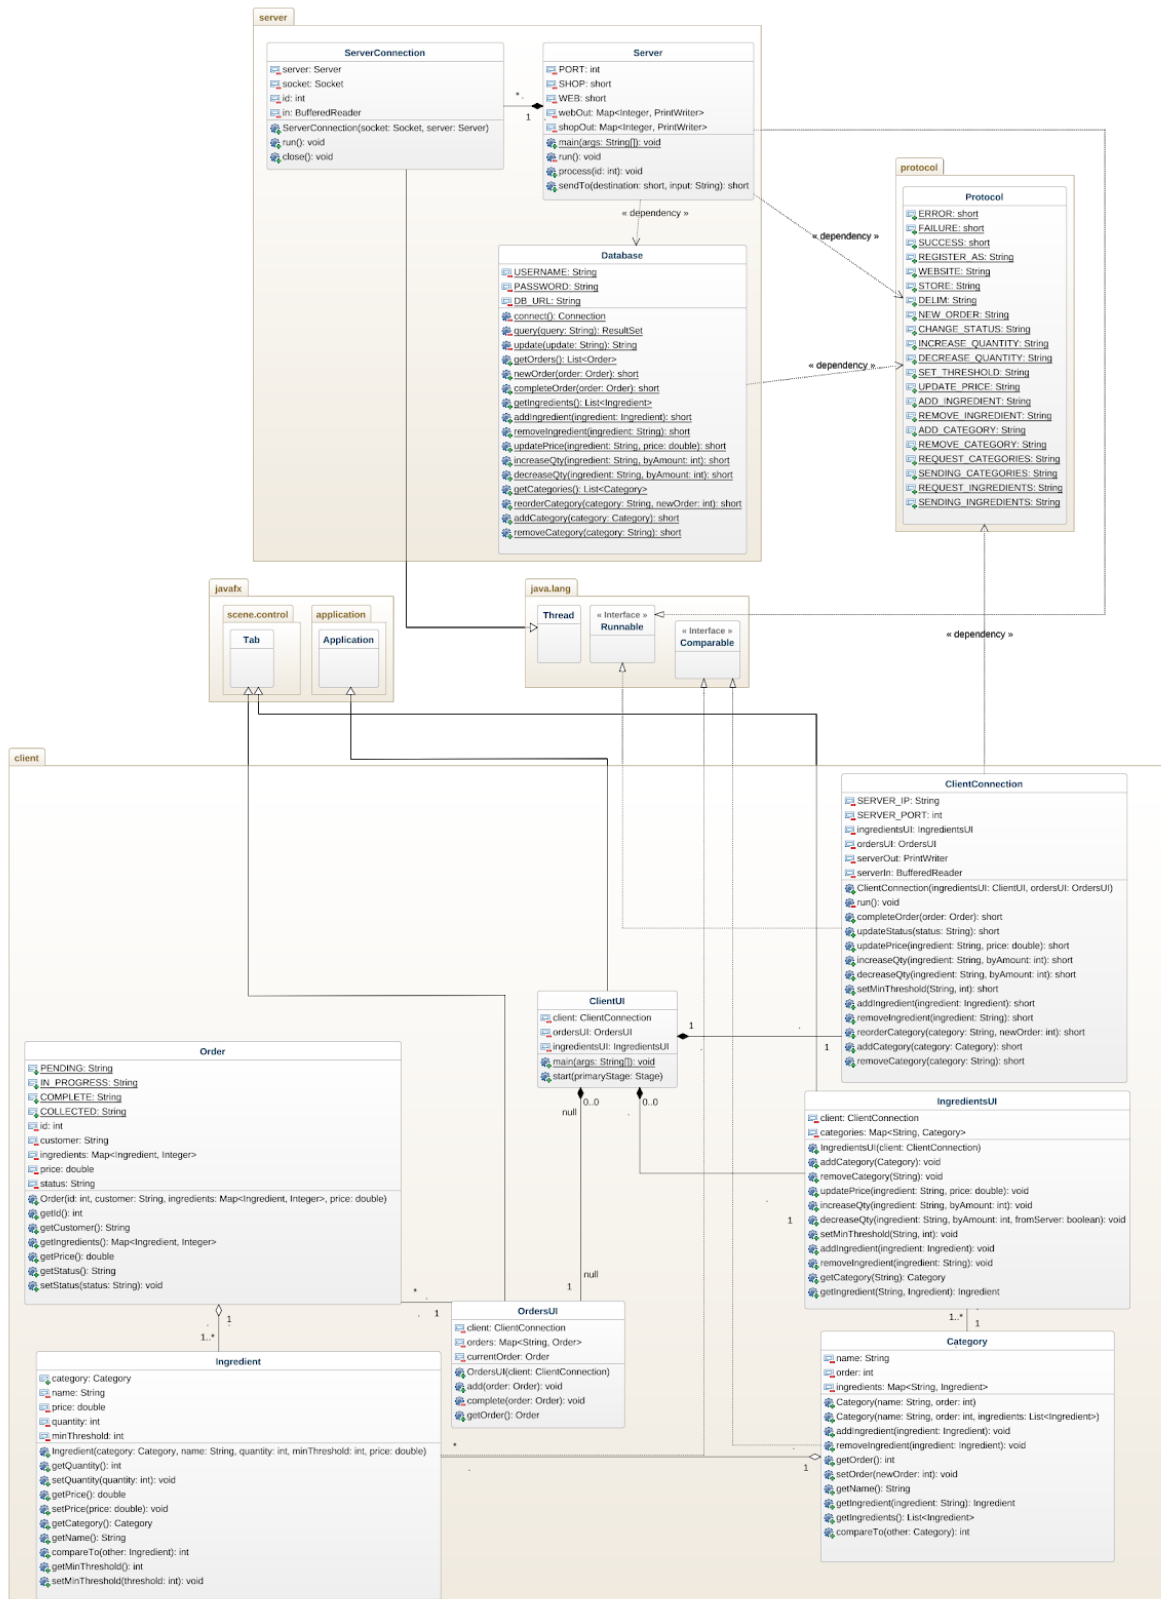 server
ServerConnection
server: Server
socket: Socket
id: int
in: BufferedReader
ServerConnection(socket: Socket, server: Server)
run(): void
close(): void
* .
1
Server
PORT: int
SHOP: short
WEB: short
webOut: Map<Integer, PrintWriter>
shopOut: Map<Integer, PrintWriter>
main(args: String[]): void
run(): void
process(id: int): void
sendTo(destination: short, input: String): short
« dependency »
Database
USERNAME: String
PASSWORD: String
DB_URL: String
connect(): Connection
query(query: String): ResultSet
update(update: String): String
getOrders(): List<Order>
newOrder(order: Order): short
completeOrder(order: Order): short
getIngredients(): List<Ingredient>
addIngredient(ingredient: Ingredient): short
removeIngredient(ingredient: String): short
updatePrice(ingredient: String, price: double): short
increaseQty(ingredient: String, byAmount: int): short
decreaseQty(ingredient: String, byAmount: int): short
getCategories(): List<Category>
reorderCategory(category: String, newOrder: int): short
addCategory(category: Category): short
removeCategory(category: String): short
« dependency »
« dependency »
protocol
Protocol
ERROR: short
FAILURE: short
SUCCESS: short
REGISTER_AS: String
WEBSITE: String
STORE: String
DELIM: String
NEW_ORDER: String
CHANGE_STATUS: String
INCREASE_QUANTITY: String
DECREASE_QUANTITY: String
SET_THRESHOLD: String
UPDATE_PRICE: String
ADD_INGREDIENT: String
REMOVE_INGREDIENT: String
ADD_CATEGORY: String
REMOVE_CATEGORY: String
REQUEST_CATEGORIES: String
SENDING_CATEGORIES: String
REQUEST_INGREDIENTS: String
SENDING_INGREDIENTS: String
« dependency »
javafx
scene.control
Tab
application
Application
java.lang
Thread
« Interface »
Runnable
« Interface »
Comparable
client
ClientConnection
SERVER_IP: String
SERVER_PORT: int
ingredientsUI: IngredientsUI
ordersUI: OrdersUI
serverOut: PrintWriter
serverIn: BufferedReader
ClientConnection(ingredientsUI: ClientUI, ordersUI: OrdersUI)
run(): void
completeOrder(order: Order): short
updateStatus(status: String): short
updatePrice(ingredient: String, price: double): short
increaseQty(ingredient: String, byAmount: int): short
decreaseQty(ingredient: String, byAmount: int): short
setMinThreshold(String, int): short
addIngredient(ingredient: Ingredient): short
removeIngredient(ingredient: String): short
reorderCategory(category: String, newOrder: int): short
addCategory(category: Category): short
removeCategory(category: String): short
ClientUI
client: ClientConnection
ordersUI: OrdersUI
ingredientsUI: IngredientsUI
main(args: String[]): void
start(primaryStage: Stage)
1
.
1
null
0..0
.
0..0
.
1
null
1
Order
PENDING: String
IN_PROGRESS: String
COMPLETE: String
COLLECTED: String
id: int
customer: String
ingredients: Map<Ingredient, Integer>
price: double
status: String
Order(id: int, customer: String, ingredients: Map<Ingredient, Integer>, price: double)
getId(): int
getCustomer(): String
getIngredients(): Map<Ingredient, Integer>
getPrice(): double
getStatus(): String
setStatus(status: String): void
* .
. 1
. 1
1..* .
IngredientsUI
client: ClientConnection
categories: Map<String, Category>
IngredientsUI(client: ClientConnection)
addCategory(Category): void
removeCategory(String): void
updatePrice(ingredient: String, price: double): void
increaseQty(ingredient: String, byAmount: int): void
decreaseQty(ingredient: String, byAmount: int, fromServer: boolean): void
setMinThreshold(String, int): void
addIngredient(ingredient: Ingredient): void
removeIngredient(ingredient: String): void
getCategory(String): Category
getIngredient(String, Ingredient): Ingredient
1..*
1
OrdersUI
client: ClientConnection
orders: Map<String, Order>
currentOrder: Order
OrdersUI(client: ClientConnection)
add(order: Order): void
complete(order: Order): void
getOrder(): Order
Ingredient
category: Category
name: String
price: double
quantity: int
minThreshold: int
Ingredient(category: Category, name: String, quantity: int, minThreshold: int, price: double)
getQuantity(): int
setQuantity(quantity: int): void
getPrice(): double
setPrice(price: double): void
getCategory(): Category
getName(): String
compareTo(other: Ingredient): int
getMinThreshold(): int
setMinThreshold(threshold: int): void
*
.
.
1
Category
name: String
order: int
ingredients: Map<String, Ingredient>
Category(name: String, order: int)
Category(name: String, order: int, ingredients: List<Ingredient>)
addIngredient(ingredient: Ingredient): void
removeIngredient(ingredient: Ingredient): void
getOrder(): int
setOrder(newOrder: int): void
getName(): String
getIngredient(ingredient: String): Ingredient
getIngredients(): List<Ingredient>
compareTo(other: Category): int